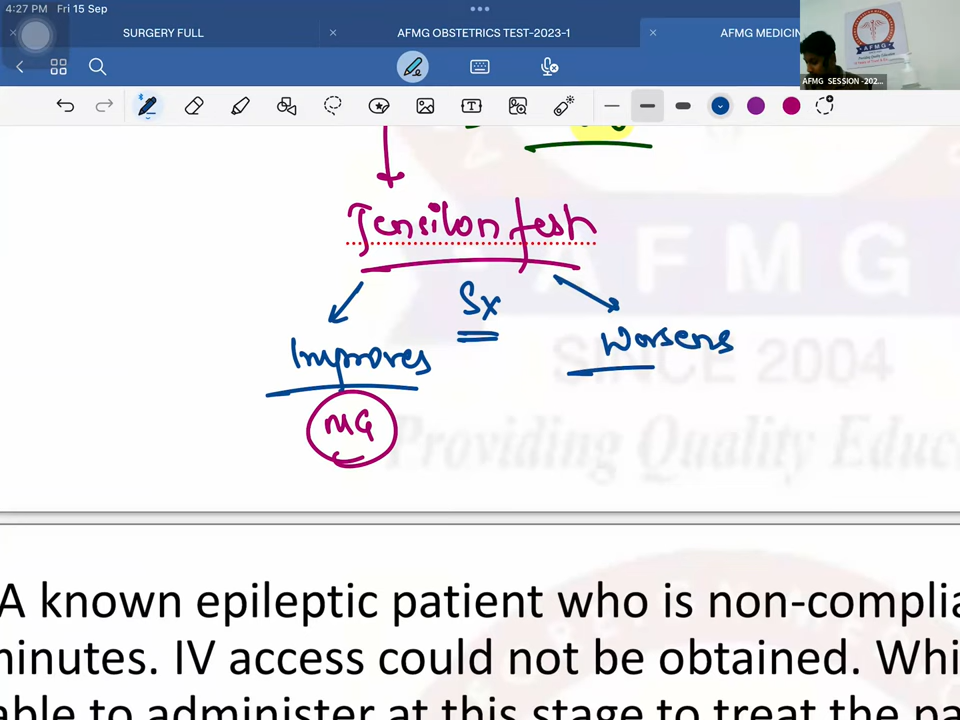 4:27 PM Fri 15 Sep
SURGERY FULL
AFMG OBSTETRICS TEST-2023-1
AFMG MEDICIN
AFMG
AFMG SESSION -202...
Tensilon test
Sx
Improves
Worsens
MG
AFMG
SINCE 2004
Providing Quality Educ
A known epileptic patient who is non-complia
minutes. IV access could not be obtained. Whi
able to administer at this stage to treat the pa